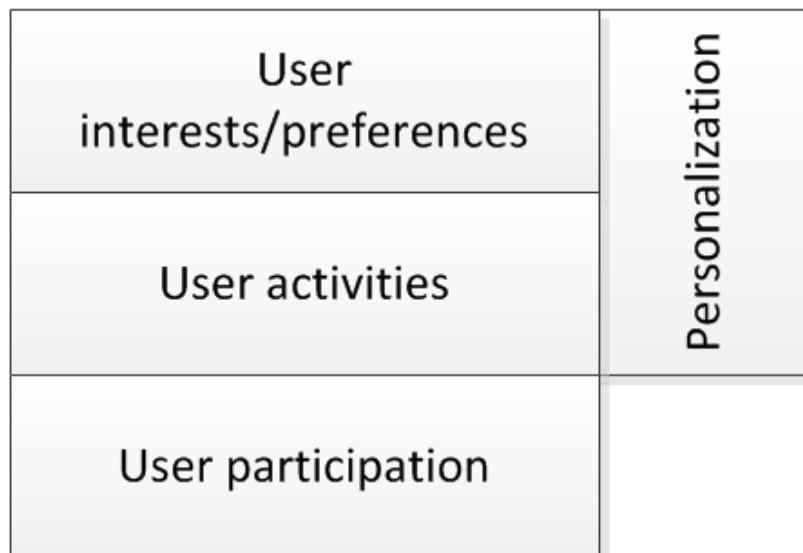 User
interests/preferences
User activities
User participation
Personalization